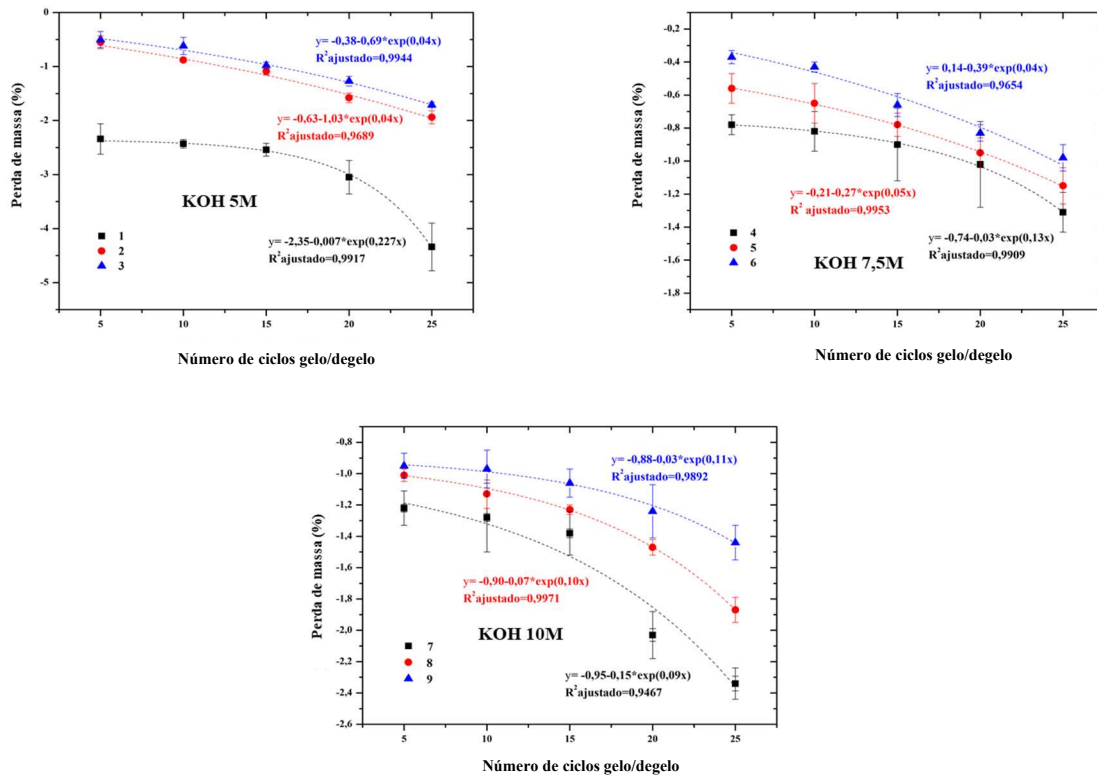 Perda de massa (%)
0
-1
-2
-3
-4
-5
y= -0,38-0,69*exp(0,04x)
R²ajustado=0,9944
y= -0,63-1,03*exp(0,04x)
R²ajustado=0,9689
KOH 5M
y= -2,35-0,007*exp(0,227x)
R²ajustado=0,9917
1
2
3
5 10 15 20 25
Número de ciclos gelo/degelo
Perda de massa (%)
-0,2
-0,4
-0,6
-0,8
-1,0
-1,2
-1,4
-1,6
-1,8
y= 0,14-0,39*exp(0,04x)
R²ajustado=0,9654
y= -0,21-0,27*exp(0,05x)
R² ajustado=0,9953
y= -0,74-0,03*exp(0,13x)
R²ajustado=0,9909
KOH 7,5M
4
5
6
5 10 15 20 25
Número de ciclos gelo/degelo
Perda de massa (%)
-0,8
-1,0
-1,2
-1,4
-1,6
-1,8
-2,0
-2,2
-2,4
-2,6
y= -0,88-0,03*exp(0,11x)
R²ajustado=0,9892
y= -0,90-0,07*exp(0,10x)
R²ajustado=0,9971
KOH 10M
y= -0,95-0,15*exp(0,09x)
R²ajustado=0,9467
7
8
9
5 10 15 20 25
Número de ciclos gelo/degelo